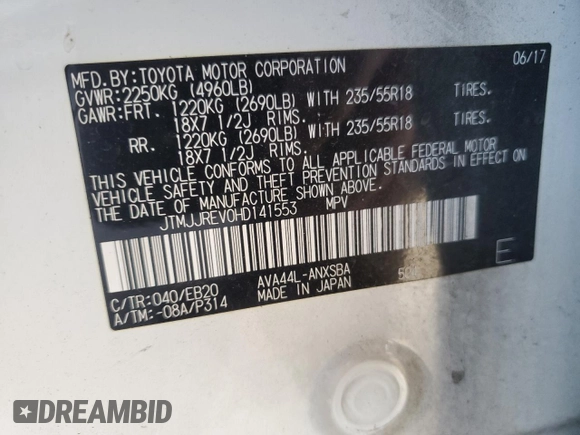 MFD. BY: TOYOTA MOTOR CORPORATION 06/17
GVWR: 2250KG (4960LB)
GAWR: FRT. 1220KG (2690LB) WITH 235/55R18 TIRES.
18X7 1/2J RIMS.
RR. 1220KG (2690LB) WITH 235/55R18 TIRES.
18X7 1/2J RIMS.
THIS VEHICLE CONFORMS TO ALL APPLICABLE FEDERAL MOTOR
VEHICLE SAFETY AND THEFT PREVENTION STANDARDS IN EFFECT ON
THE DATE OF MANUFACTURE SHOWN ABOVE.
JTMJJREV0HD141553 MPV
C/TR: 040/EB20 AVA44L-ANXSBA
A/TM: -08A/P314 MADE IN JAPAN E
DREAMBID